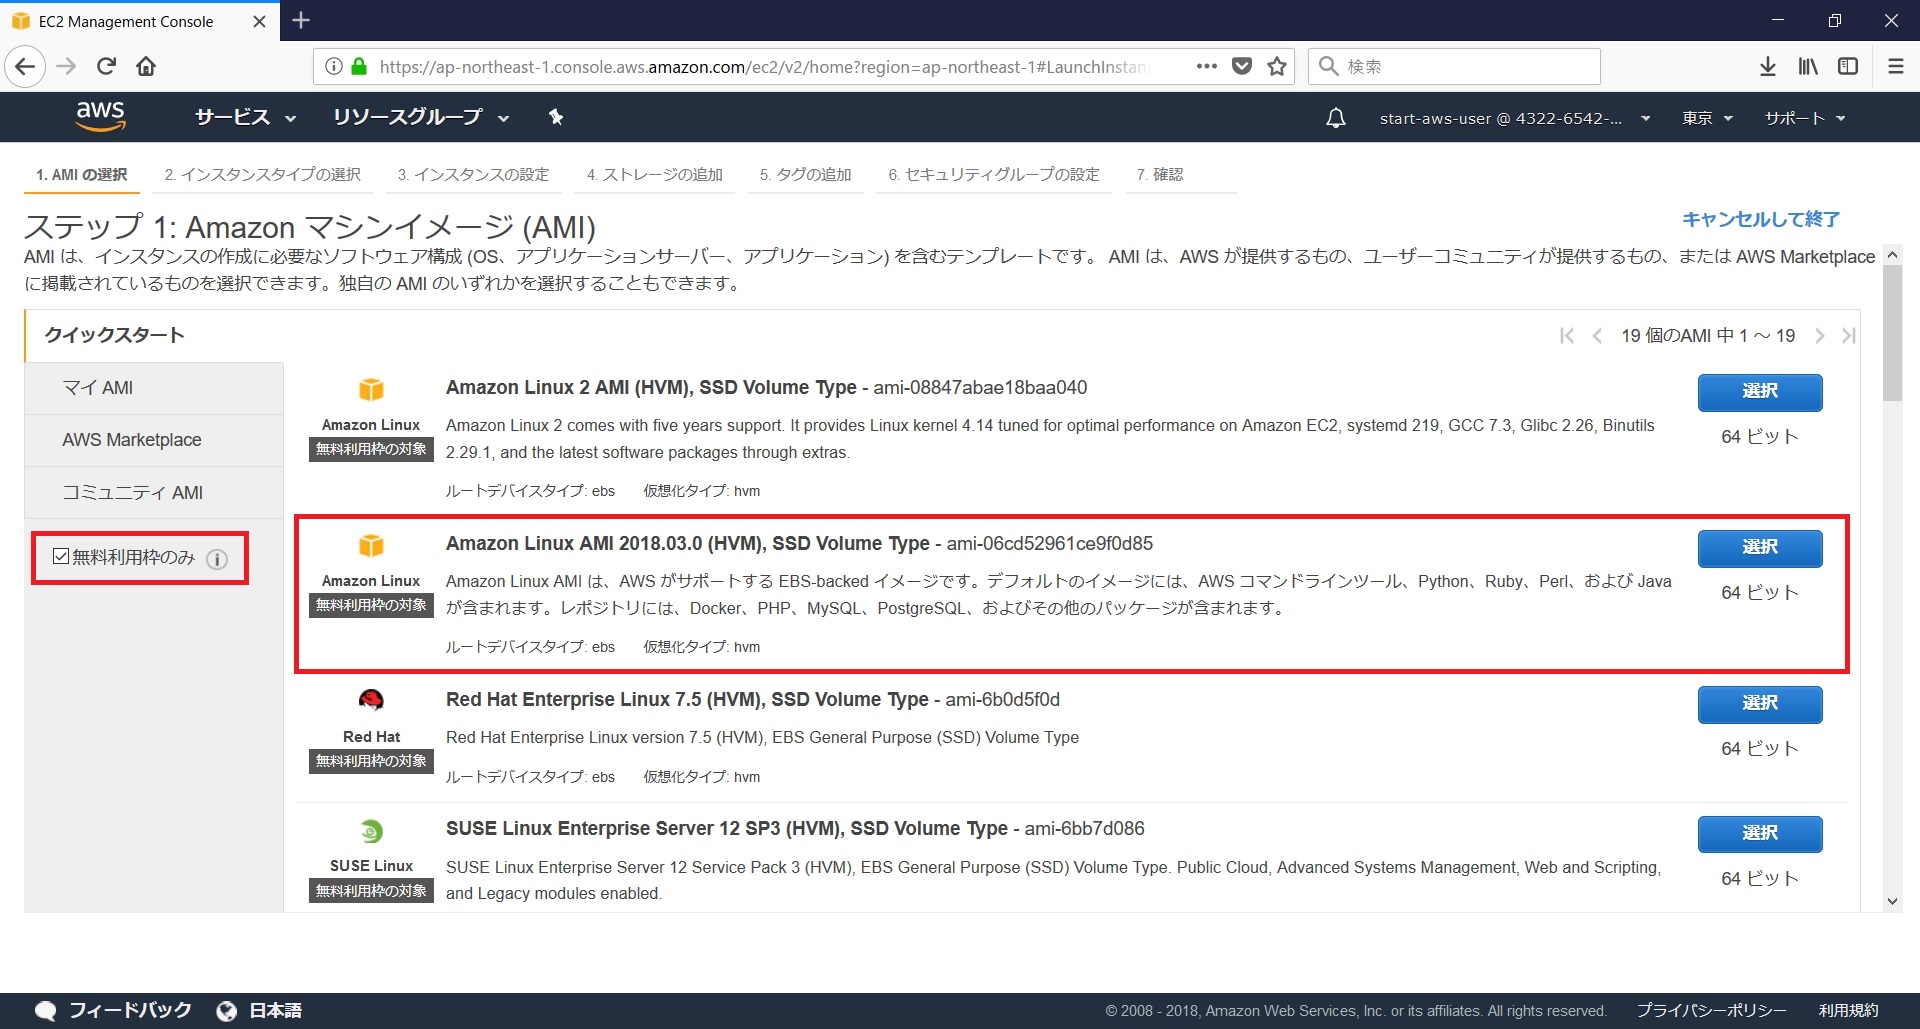 EC2 Management Console
https://ap-northeast-1.console.aws.amazon.com/ec2/v2/home?region=ap-northeast-1#LaunchInstan
検索
aws
サービス
リソースグループ
start-aws-user @ 4322-6542-...
東京
サポート
1. AMI の選択
2. インスタンスタイプの選択
3. インスタンスの設定
4. ストレージの追加
5. タグの追加
6. セキュリティグループの設定
7. 確認
ステップ 1: Amazon マシンイメージ (AMI)
キャンセルして終了
AMI は、インスタンスの作成に必要なソフトウェア構成 (OS、アプリケーションサーバー、アプリケーション) を含むテンプレートです。 AMI は、AWS が提供するもの、ユーザーコミュニティが提供するもの、または AWS Marketplace
に掲載されているものを選択できます。独自の AMI のいずれかを選択することもできます。
クイックスタート
19 個のAMI 中 1 ～ 19
マイ AMI
AWS Marketplace
コミュニティ AMI
無料利用枠のみ
Amazon Linux
無料利用枠の対象
Amazon Linux 2 AMI (HVM), SSD Volume Type - ami-08847abae18baa040
Amazon Linux 2 comes with five years support. It provides Linux kernel 4.14 tuned for optimal performance on Amazon EC2, systemd 219, GCC 7.3, Glibc 2.26, Binutils
2.29.1, and the latest software packages through extras.
ルートデバイスタイプ: ebs 仮想化タイプ: hvm
選択
64 ビット
Amazon Linux
無料利用枠の対象
Amazon Linux AMI 2018.03.0 (HVM), SSD Volume Type - ami-06cd52961ce9f0d85
Amazon Linux AMI は、AWS がサポートする EBS-backed イメージです。デフォルトのイメージには、AWS コマンドラインツール、Python、Ruby、Perl、および Java
が含まれます。レポジトリには、Docker、PHP、MySQL、PostgreSQL、およびその他のパッケージが含まれます。
ルートデバイスタイプ: ebs 仮想化タイプ: hvm
選択
64 ビット
Red Hat
無料利用枠の対象
Red Hat Enterprise Linux 7.5 (HVM), SSD Volume Type - ami-6b0d5f0d
Red Hat Enterprise Linux version 7.5 (HVM), EBS General Purpose (SSD) Volume Type
ルートデバイスタイプ: ebs 仮想化タイプ: hvm
選択
64 ビット
SUSE Linux
無料利用枠の対象
SUSE Linux Enterprise Server 12 SP3 (HVM), SSD Volume Type - ami-6bb7d086
SUSE Linux Enterprise Server 12 Service Pack 3 (HVM), EBS General Purpose (SSD) Volume Type. Public Cloud, Advanced Systems Management, Web and Scripting,
and Legacy modules enabled.
選択
64 ビット
フィードバック
日本語
© 2008 - 2018, Amazon Web Services, Inc. or its affiliates. All rights reserved.
プライバシーポリシー
利用規約